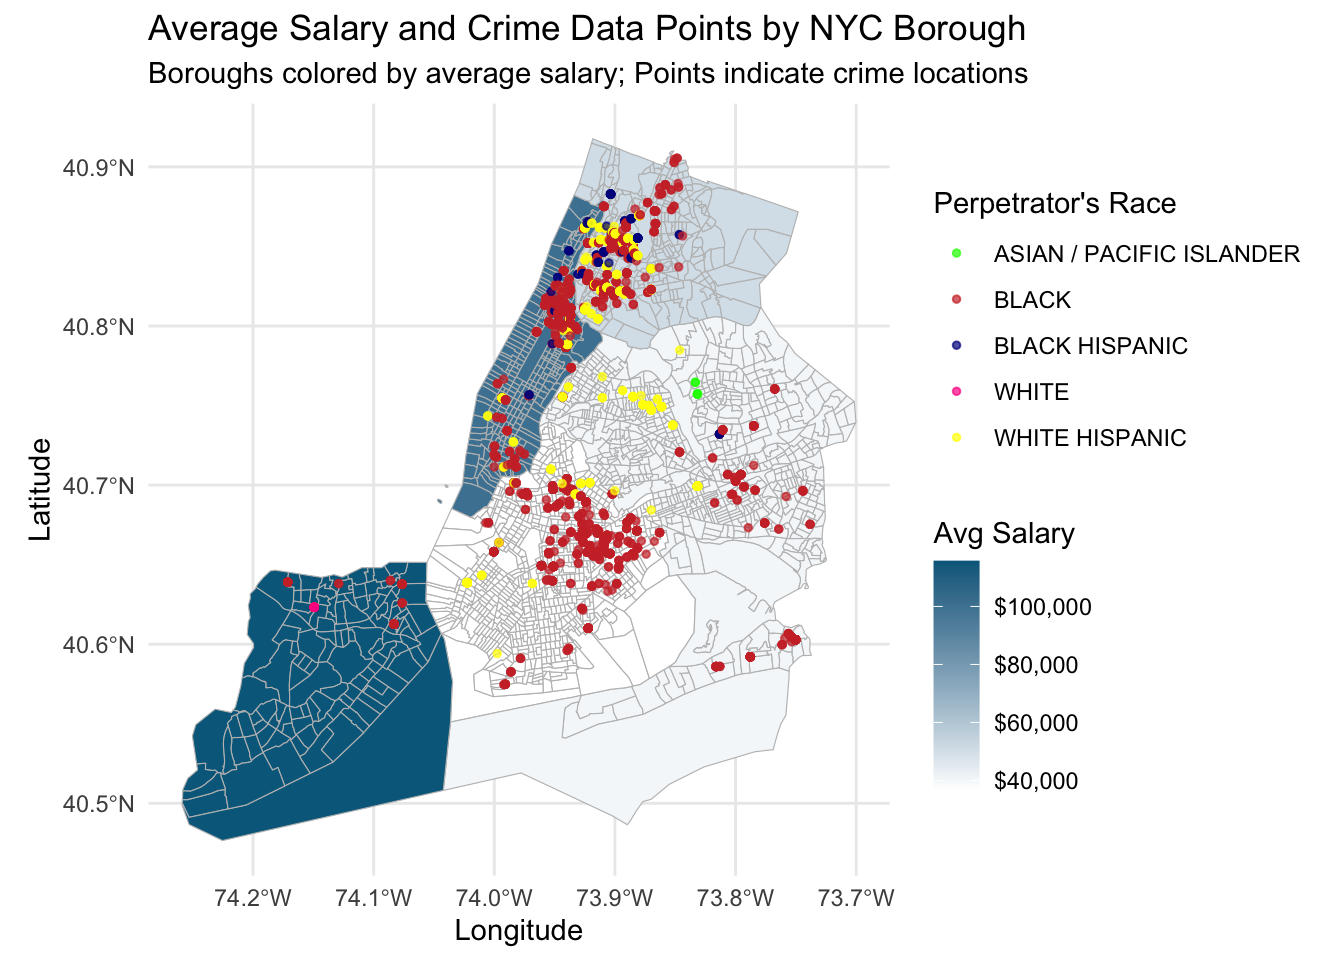 Average Salary and Crime Data Points by NYC Borough
Boroughs colored by average salary; Points indicate crime locations
40.9°N
40.8°N
40.7°N
40.6°N
40.5°N
Latitude
74.2°W
74.1°W
74.0°W
73.9°W
73.8°W
73.7°W
Longitude
Perpetrator's Race
ASIAN / PACIFIC ISLANDER
BLACK
BLACK HISPANIC
WHITE
WHITE HISPANIC
Avg Salary
$100,000
$80,000
$60,000
$40,000